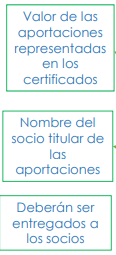 Valor de las
aportaciones
representadas
en los
certificados
Nombre del
socio titular de
las
aportaciones
Deberán ser
entregados a
los socios